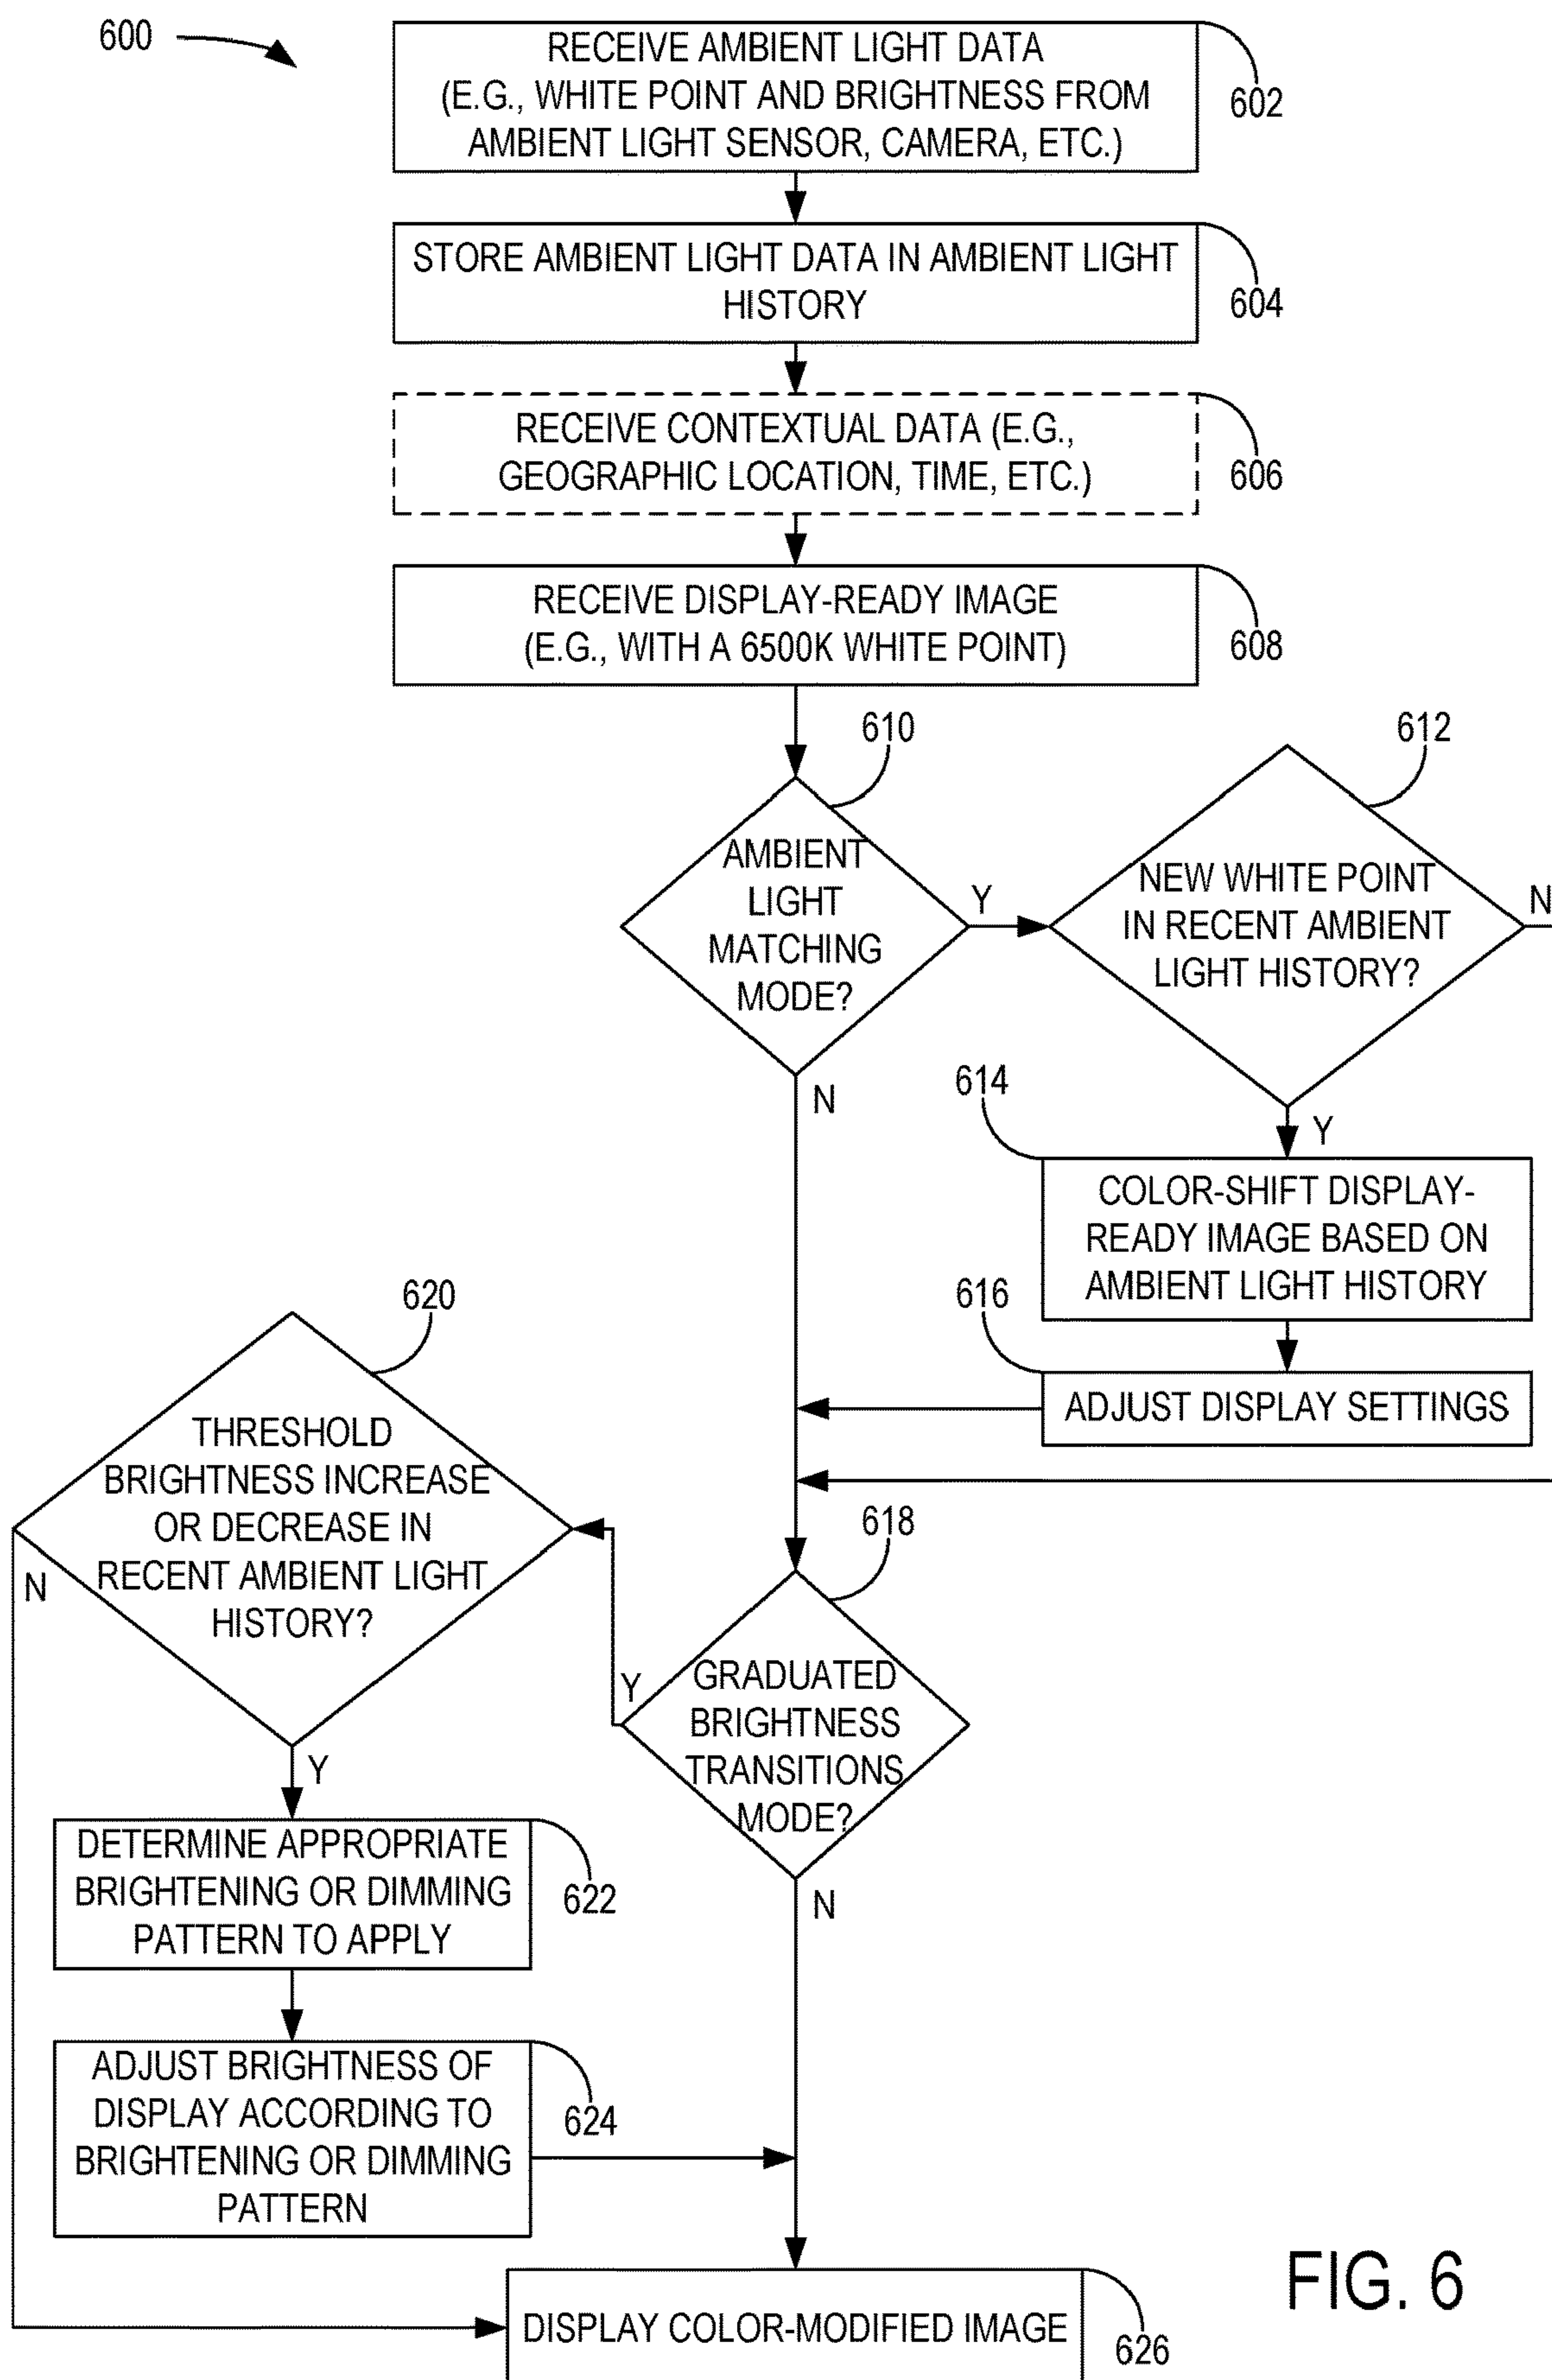 600
RECEIVE AMBIENT LIGHT DATA
(E.G., WHITE POINT AND BRIGHTNESS FROM
AMBIENT LIGHT SENSOR, CAMERA, ETC.)
602
STORE AMBIENT LIGHT DATA IN AMBIENT LIGHT
HISTORY
604
RECEIVE CONTEXTUAL DATA (E.G.,
GEOGRAPHIC LOCATION, TIME, ETC.)
606
RECEIVE DISPLAY-READY IMAGE
(E.G., WITH A 6500K WHITE POINT)
608
610
AMBIENT
LIGHT
MATCHING
MODE?
Y
N
612
NEW WHITE POINT
IN RECENT AMBIENT
LIGHT HISTORY?
N
Y
614
COLOR-SHIFT DISPLAY-
READY IMAGE BASED ON
AMBIENT LIGHT HISTORY
616
ADJUST DISPLAY SETTINGS
618
GRADUATED
BRIGHTNESS
TRANSITIONS
MODE?
Y
N
620
THRESHOLD
BRIGHTNESS INCREASE
OR DECREASE IN
RECENT AMBIENT LIGHT
HISTORY?
N
Y
DETERMINE APPROPRIATE
BRIGHTENING OR DIMMING
PATTERN TO APPLY
622
ADJUST BRIGHTNESS OF
DISPLAY ACCORDING TO
BRIGHTENING OR DIMMING
PATTERN
624
DISPLAY COLOR-MODIFIED IMAGE
626
FIG. 6